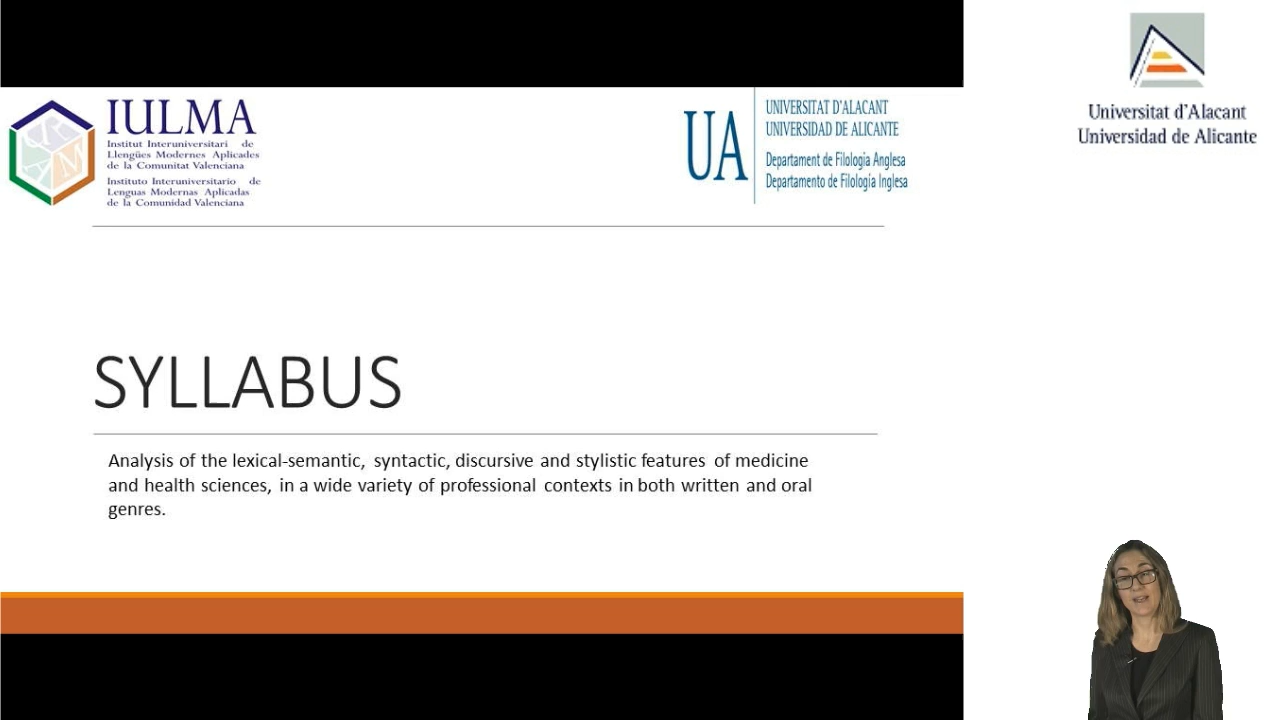 IULMA
Institut Interuniversitari de
Llengües Modernes Aplicades
de la Comunitat Valenciana
Instituto Interuniversitario de
Lenguas Modernas Aplicadas
de la Comunidad Valenciana
UA
UNIVERSITAT D'ALACANT
UNIVERSIDAD DE ALICANTE
Departament de Filologia Anglesa
Departamento de Filología Inglesa
Universitat d'Alacant
Universidad de Alicante
SYLLABUS
Analysis of the lexical-semantic, syntactic, discursive and stylistic features of medicine
and health sciences, in a wide variety of professional contexts in both written and oral
genres.